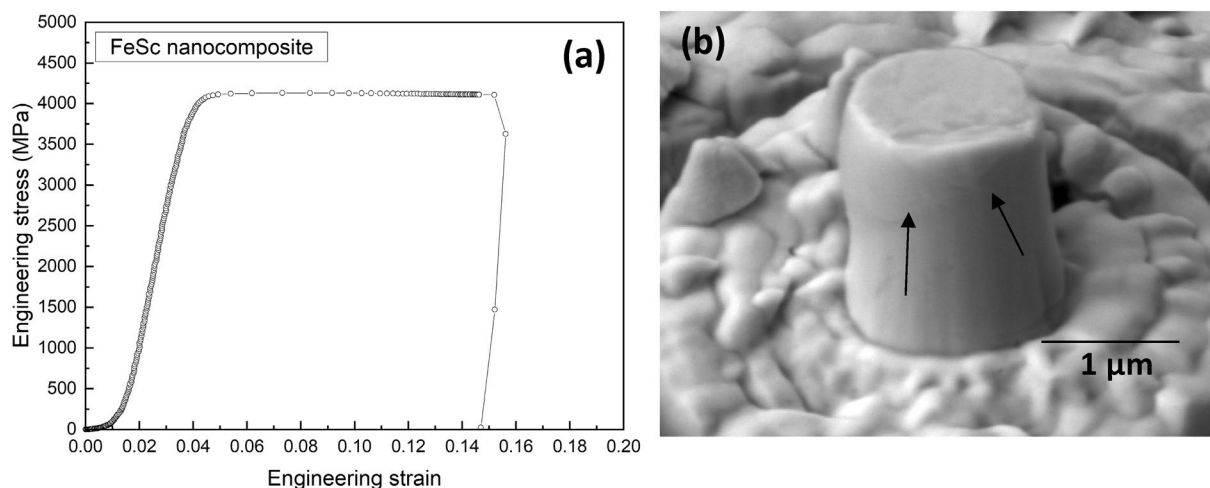 5000
4500
4000
3500
3000
2500
2000
1500
1000
500
0
Engineering stress (MPa)
FeSc nanocomposite
(a)
0.00 0.02 0.04 0.06 0.08 0.10 0.12 0.14 0.16 0.18 0.20
Engineering strain
(b)
1 µm